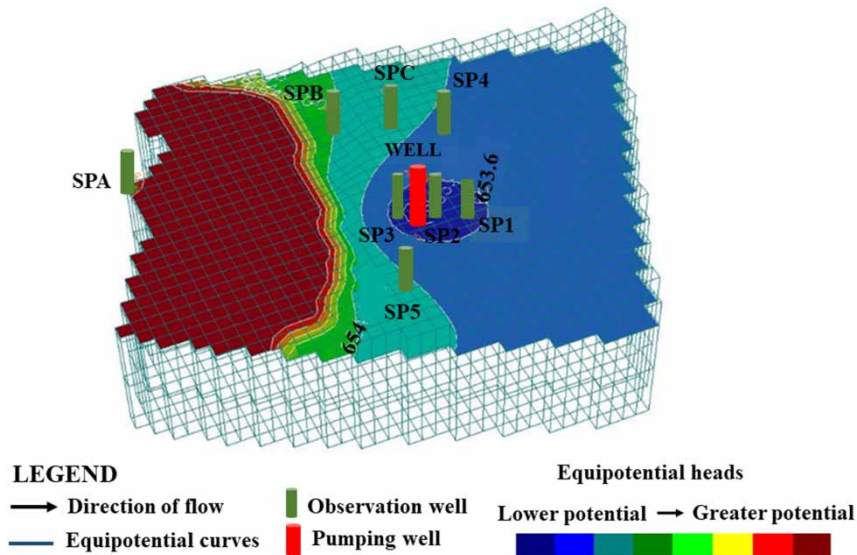 SPC
SPB
SP4
WELL
653.6
SPA
SP3
SP2
SP1
SP5
654
LEGEND
Equipotential heads
Direction of flow
Observation well
Lower potential
Greater potential
Equipotential curves
Pumping well